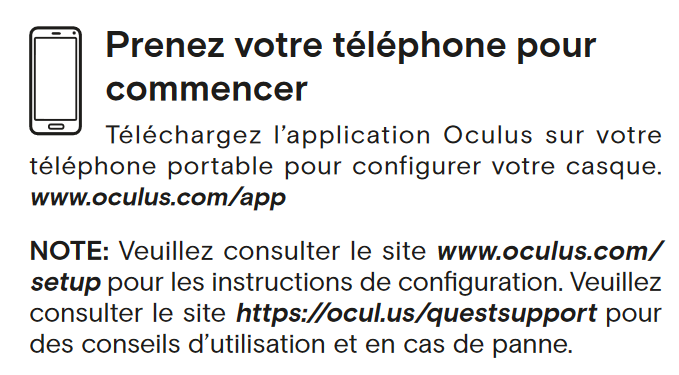 Prenez votre téléphone pour
commencer
Téléchargez l’application Oculus sur votre
téléphone portable pour configurer votre casque.
www.oculus.com/app
NOTE: Veuillez consulter le site www.oculus.com/
setup pour les instructions de configuration. Veuillez
consulter le site https://ocul.us/questsupport pour
des conseils d’utilisation et en cas de panne.